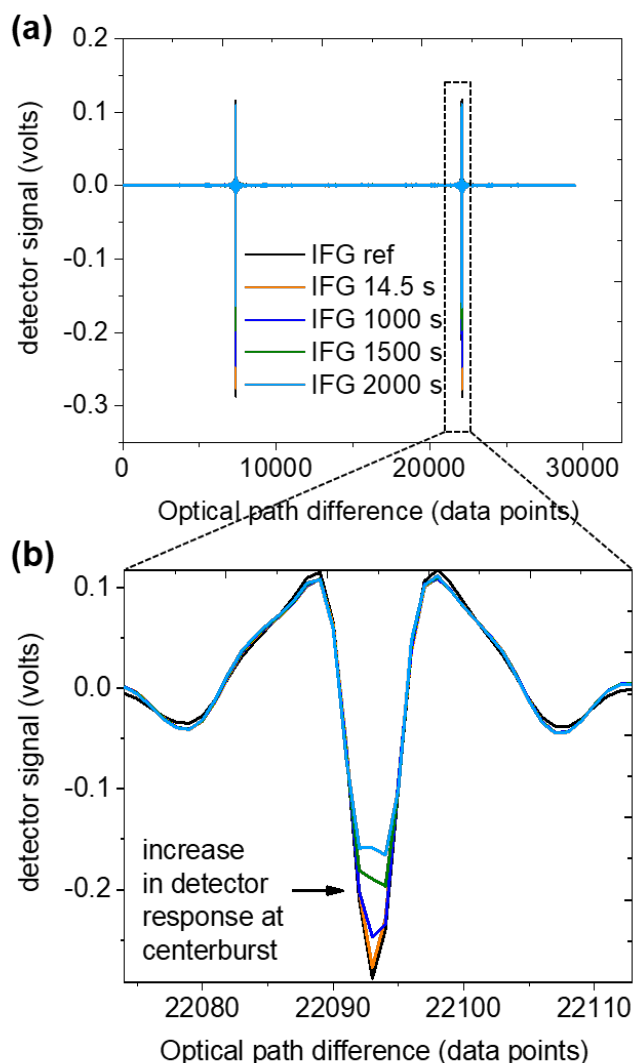 (a)
0.2
0.1
0.0
-0.1
-0.2
-0.3
detector signal (volts)
IFG ref
IFG 14.5 s
IFG 1000 s
IFG 1500 s
IFG 2000 s
0 10000 20000 30000
Optical path difference (data points)
(b)
0.1
0.0
-0.1
-0.2
detector signal (volts)
increase
in detector
response at
centerburst
22080 22090 22100 22110
Optical path difference (data points)